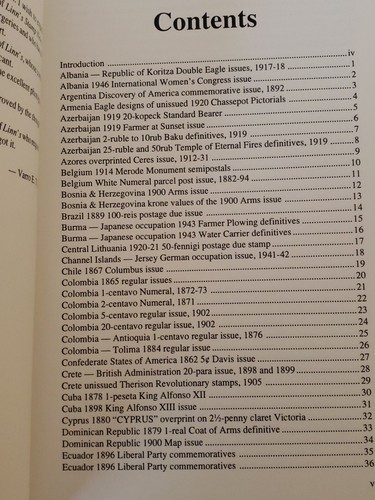 Contents
Introduction ........ iv
Albania — Republic of Koritza Double Eagle issues, 1917-18 ........ 1
Albania 1946 International Women's Congress issue ........ 2
Argentina Discovery of America commemorative issue, 1892 ........ 3
Armenia Eagle designs of unissued 1920 Chassepot Pictorials ........ 4
Azerbaijan 1919 20-kopeck Standard Bearer ........ 5
Azerbaijan 1919 Farmer at Sunset issue ........ 6
Azerbaijan 2-ruble to 10rub Baku definitives, 1919 ........ 7
Azerbaijan 25-ruble and 50rub Temple of Eternal Fires definitives, 1919 ........ 8
Azores overprinted Ceres issue, 1912-31 ........ 9
Belgium 1914 Merode Monument semipostals ........ 10
Belgium White Numeral parcel post issue, 1882-94 ........ 11
Bosnia & Herzegovina 1900 Arms issue ........ 12
Bosnia & Herzegovina krone values of the 1900 Arms issue ........ 13
Brazil 1889 100-reis postage due issue ........ 14
Burma — Japanese occupation 1943 Farmer Plowing definitives ........ 15
Burma — Japanese occupation 1943 Water Carrier definitives ........ 16
Central Lithuania 1920-21 50-fennigi postage due stamp ........ 17
Channel Islands — Jersey German occupation issue, 1941-42 ........ 18
Chile 1867 Columbus issue ........ 19
Colombia 1865 regular issues ........ 20
Colombia 1-centavo Numeral, 1872-73 ........ 21
Colombia 2-centavo Numeral, 1871 ........ 22
Colombia 5-centavo regular issue, 1902 ........ 23
Colombia 20-centavo regular issue, 1902 ........ 24
Colombia — Antioquia 1-centavo regular issue, 1876 ........ 25
Colombia — Tolima 1884 regular issue ........ 26
Confederate States of America 1862 5¢ Davis issue ........ 27
Crete — British Administration 20-para issue, 1898 and 1899 ........ 28
Crete unissued Therison Revolutionary stamps, 1905 ........ 29
Cuba 1878 1-peseta King Alfonso XII ........ 30
Cuba 1898 King Alfonso XIII issue ........ 31
Cyprus 1880 "CYPRUS" overprint on 2½-penny claret Victoria ........ 32
Dominican Republic 1879 1-real Coat of Arms definitive ........ 33
Dominican Republic 1900 Map issue ........ 34
Ecuador 1896 Liberal Party commemoratives ........ 35
Ecuador 1896 Liberal Party commemoratives ........ 36
v